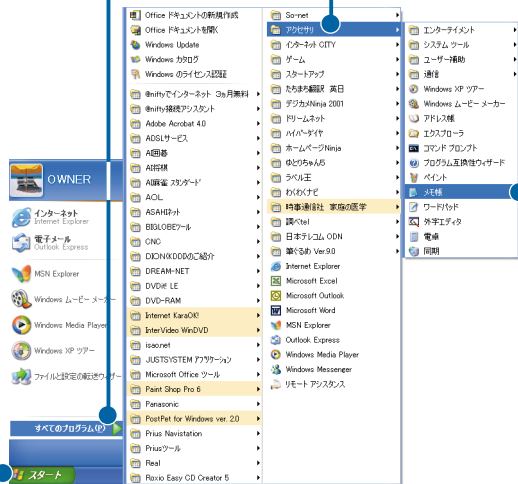 Office ドキュメントの新規作成
Office ドキュメントを開く
Windows Update
Windows カタログ
Windows のライセンス認証
@niftyでインターネット 3ヵ月無料
@nifty接続アシスタント
Adobe Acrobat 4.0
ADSLサービス
AI囲碁
AI将棋
AI麻雀 スタンダード
AOL
ASAHIネット
BIGLOBEツール
CNC
DION(KDDI)のご紹介
DREAM-NET
DVDit! LE
DVD-RAM
Internet KaraOK!
InterVideo WinDVD
isao.net
JUSTSYSTEM アプリケーション
Microsoft Office ツール
Paint Shop Pro 6
Panasonic
PostPet for Windows ver. 2.0
Prius Navistation
Priusツール
Real
Roxio Easy CD Creator 5
So-net
アクセサリ
インターネット CITY
ゲーム
スタートアップ
たちまち翻訳 英日
デジカメNinja 2001
ドリームネット
ハイパーダイヤ
ホームページNinja
ゆとりちゃん5
ラベル王
わくわくナビ
時事通信社 家庭の医学
調べtel
日本テレコム ODN
筆ぐるめ Ver.9.0
Internet Explorer
Microsoft Excel
Microsoft Outlook
Microsoft Word
MSN Explorer
Outlook Express
Windows Media Player
Windows Messenger
リモート アシスタンス
エンターテイメント
システム ツール
ユーザー補助
通信
Windows XP ツアー
Windows ムービー メーカー
アドレス帳
エクスプローラ
コマンド プロンプト
プログラム互換性ウィザード
ペイント
メモ帳
ワードパッド
外字エディタ
電卓
同期
OWNER
インターネット
Internet Explorer
電子メール
Outlook Express
MSN Explorer
Windows ムービー メーカー
Windows Media Player
Windows XP ツアー
ファイルと設定の転送ウィザー
すべてのプログラム(P)
スタート